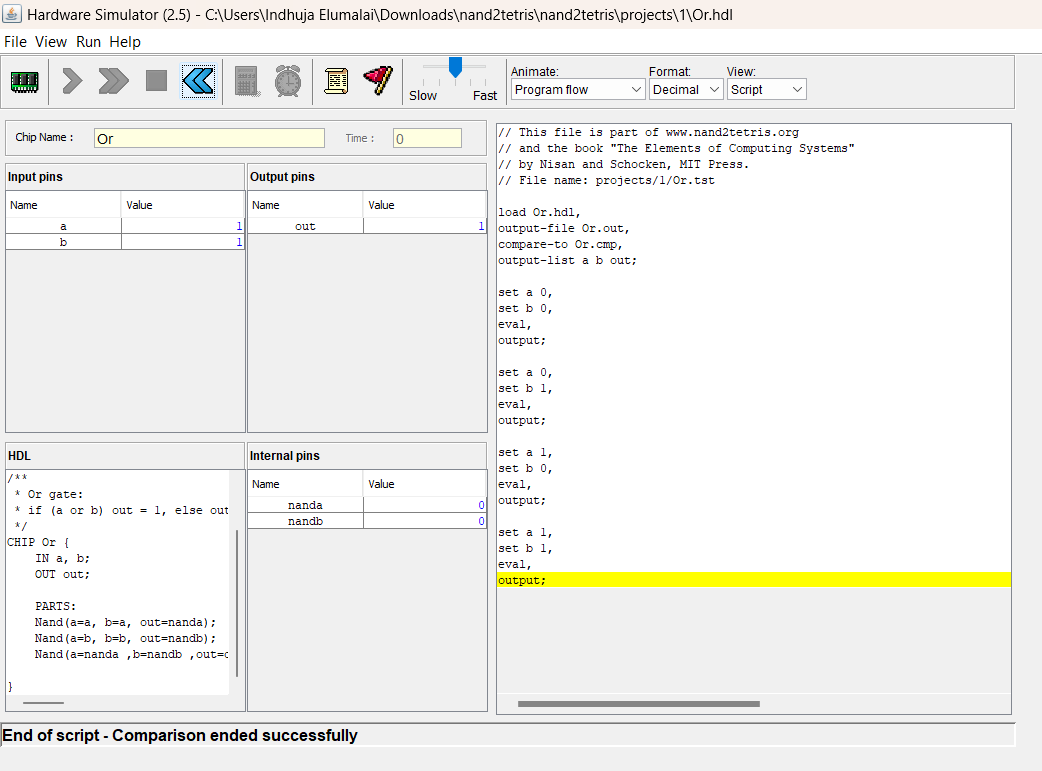 Hardware Simulator (2.5) - C:\Users\Indhuja Elumalai\Downloads\nand2tetris\nand2tetris\projects\1\Or.hdl
File View Run Help
Slow Fast
Animate: Format: View:
Program flow Decimal Script
Chip Name : Or Time : 0
Input pins
Name Value
a 1
b 1
Output pins
Name Value
out 1
HDL
/**
* Or gate:
* if (a or b) out = 1, else out
*/
CHIP Or {
IN a, b;
OUT out;
PARTS:
Nand(a=a, b=a, out=nanda);
Nand(a=b, b=b, out=nandb);
Nand(a=nanda ,b=nandb ,out=o
}
Internal pins
Name Value
nanda 0
nandb 0
// This file is part of www.nand2tetris.org
// and the book "The Elements of Computing Systems"
// by Nisan and Schocken, MIT Press.
// File name: projects/1/Or.tst
load Or.hdl,
output-file Or.out,
compare-to Or.cmp,
output-list a b out;
set a 0,
set b 0,
eval,
output;
set a 0,
set b 1,
eval,
output;
set a 1,
set b 0,
eval,
output;
set a 1,
set b 1,
eval,
output;
End of script - Comparison ended successfully